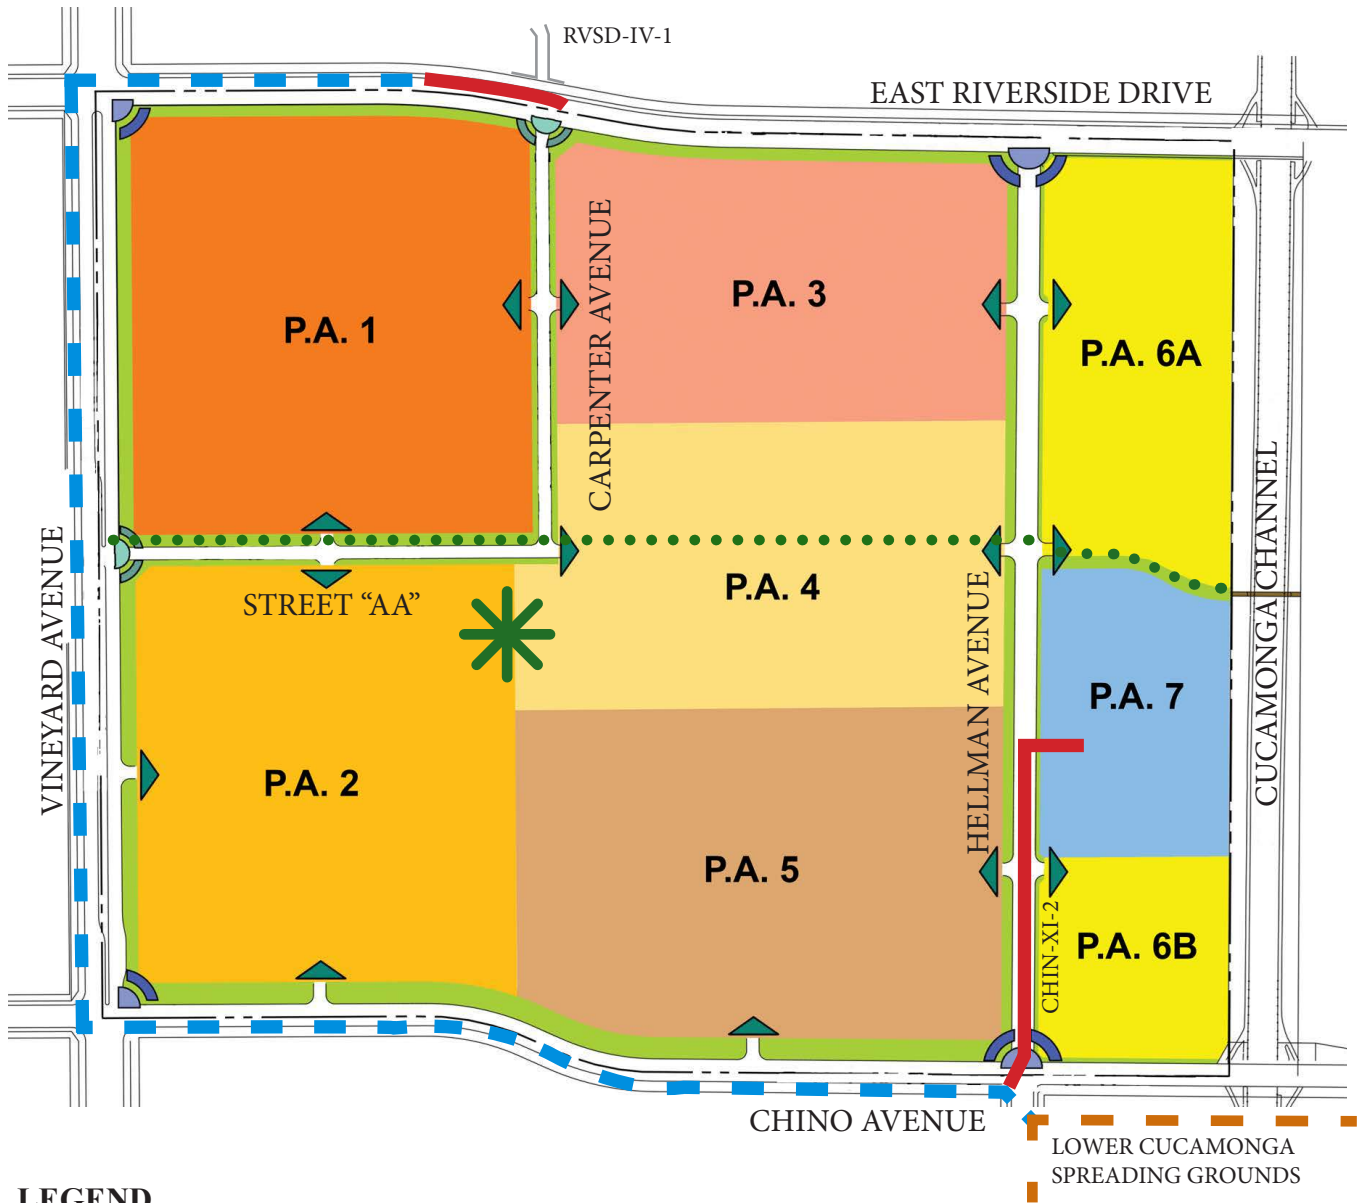 RVSD-IV-1
EAST RIVERSIDE DRIVE
P.A. 1
CARPENTER AVENUE
P.A. 3
P.A. 6A
VINEYARD AVENUE
STREET “AA”
P.A. 4
HELLMAN AVENUE
P.A. 7
CUCAMONGA CHANNEL
P.A. 2
P.A. 5
CHIN-XI-2
P.A. 6B
CHINO AVENUE
LOWER CUCAMONGA
SPREADING GROUNDS
LEGEND